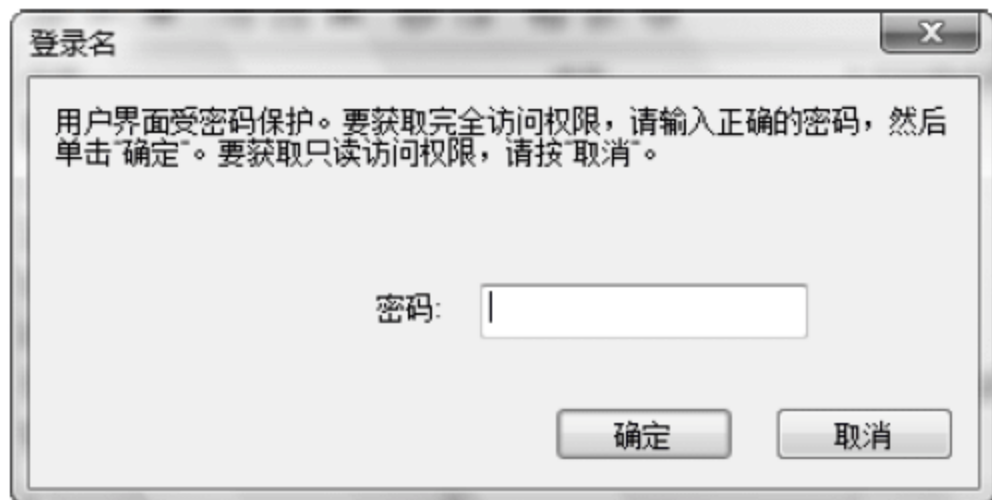 登录名
用户界面受密码保护。要获取完全访问权限，请输入正确的密码，然后
单击"确定"。要获取只读访问权限，请按"取消"。
密码:
确定
取消